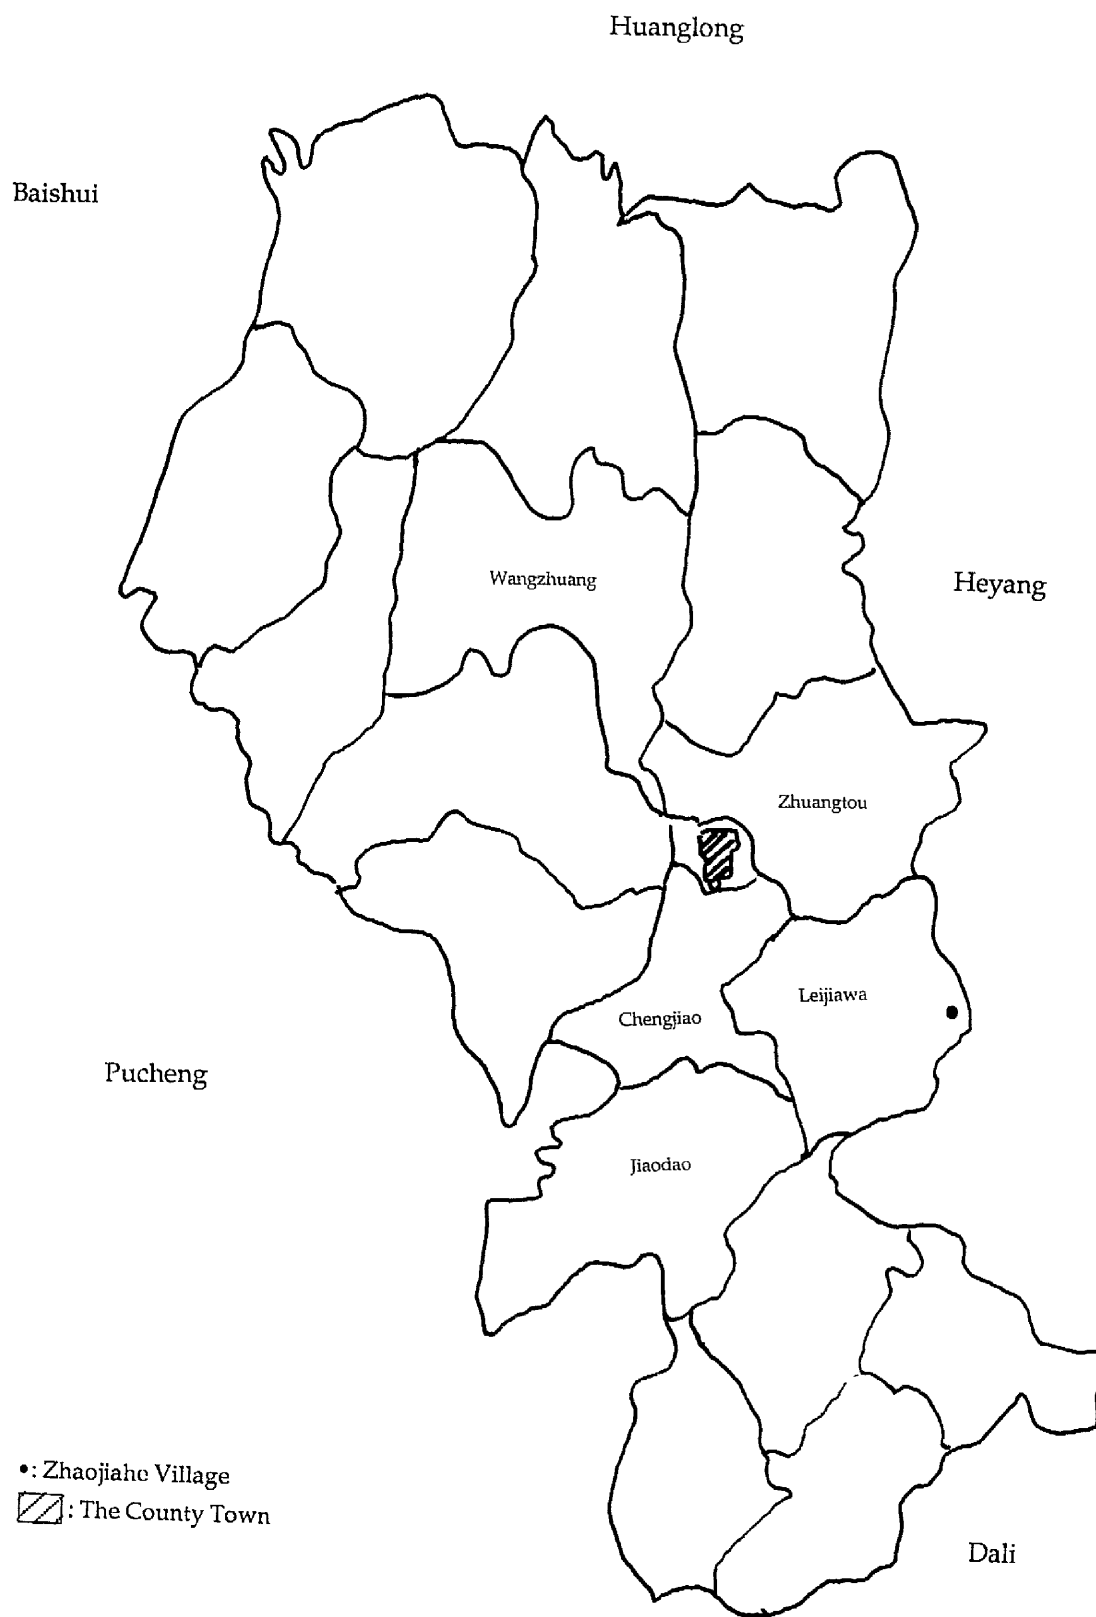 Huanglong
Baishui
Wangzhuang
Heyang
Zhuangtou
Leijiawa
Chengjiao
Pucheng
Jiaodao
•: Zhaojiahe Village
: The County Town
Dali